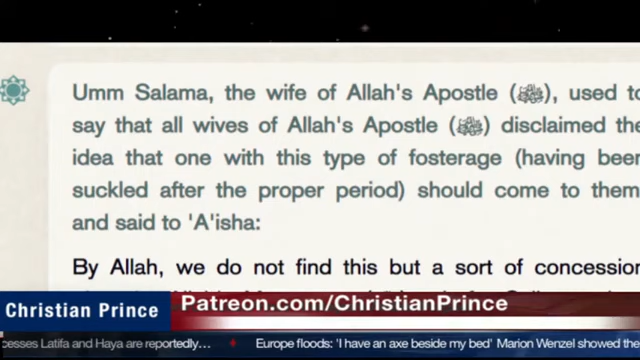 Umm Salama, the wife of Allah's Apostle (ﷺ), used to
say that all wives of Allah's Apostle (ﷺ) disclaimed the
idea that one with this type of fosterage (having been
suckled after the proper period) should come to them
and said to 'A'isha:
By Allah, we do not find this but a sort of concession
Christian Prince
Patreon.com/ChristianPrince
cesses Latifa and Haya are reportedly... ♦ Europe floods: 'I have an axe beside my bed' Marion Wenzel showed the